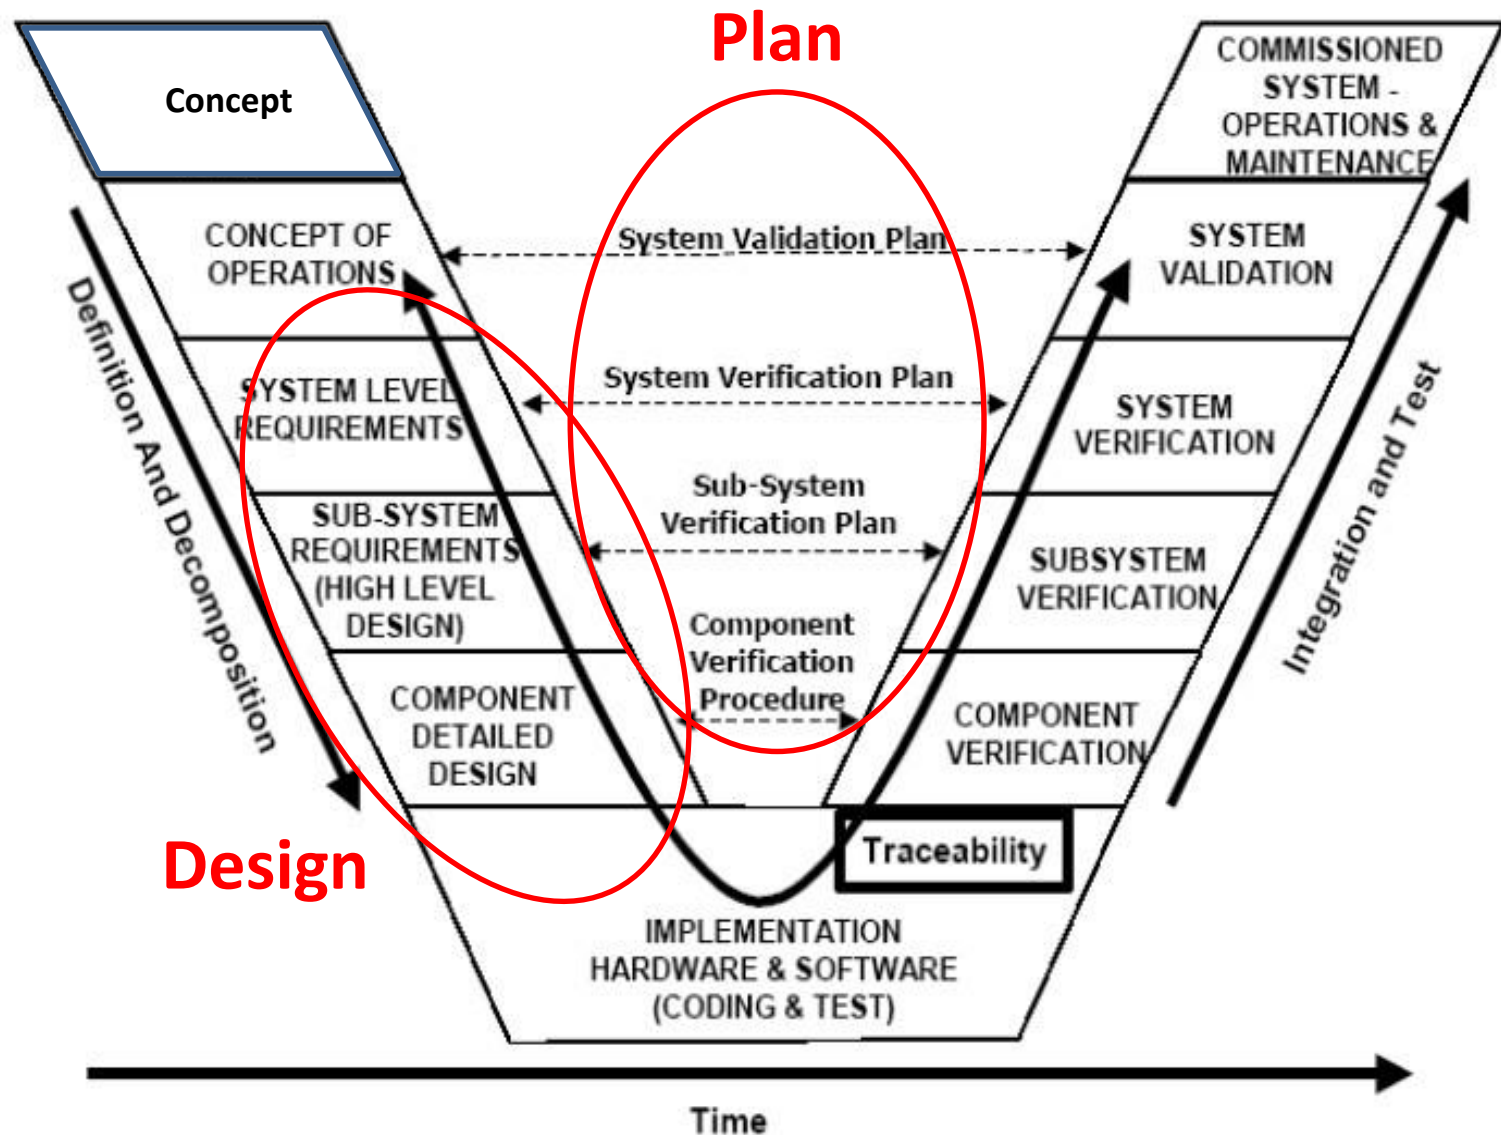 Plan
Concept
COMMISSIONED
SYSTEM -
OPERATIONS &
MAINTENANCE
CONCEPT OF
OPERATIONS
System Validation Plan
SYSTEM
VALIDATION
Definition And Decomposition
SYSTEM LEVEL
REQUIREMENTS
System Verification Plan
SYSTEM
VERIFICATION
Integration and Test
SUB-SYSTEM
REQUIREMENTS
(HIGH LEVEL
DESIGN)
Sub-System
Verification Plan
SUBSYSTEM
VERIFICATION
COMPONENT
DETAILED
DESIGN
Component
Verification
Procedure
COMPONENT
VERIFICATION
Design
Traceability
IMPLEMENTATION
HARDWARE & SOFTWARE
(CODING & TEST)
Time